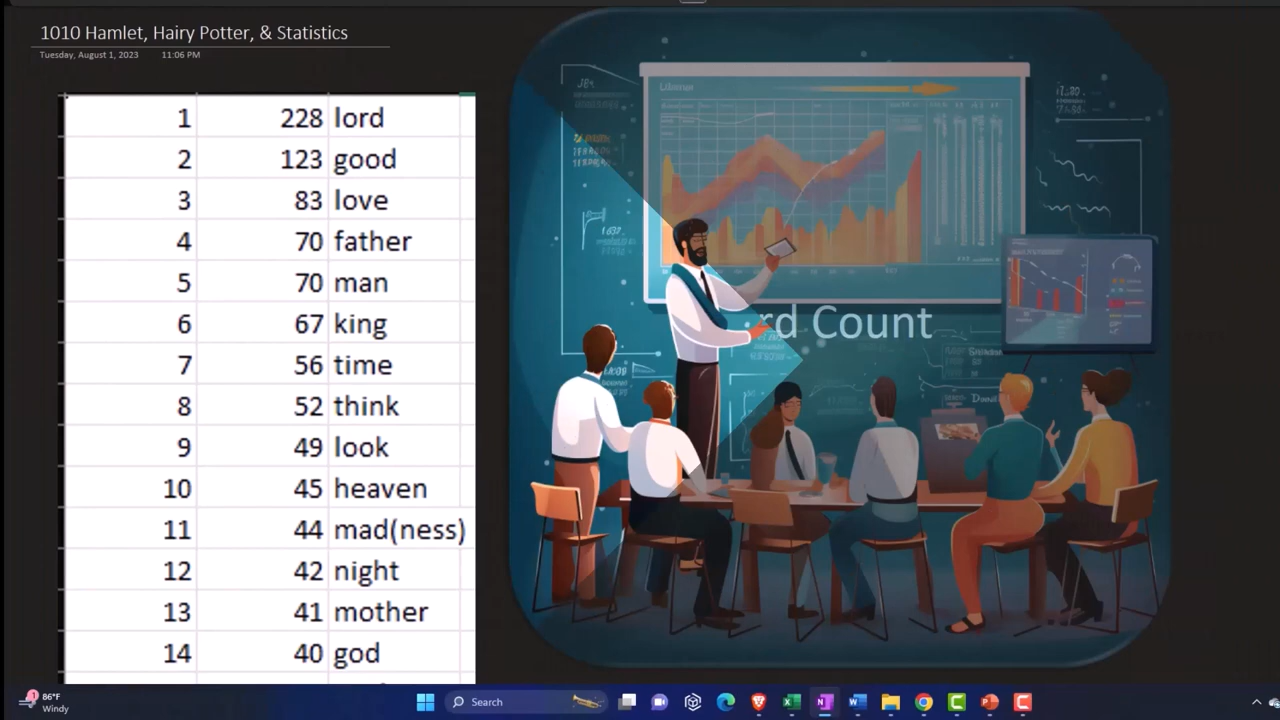 1010 Hamlet, Hairy Potter, & Statistics
Tuesday, August 1, 2023 11:06 PM
1 228 lord
2 123 good
3 83 love
4 70 father
5 70 man
6 67 king
7 56 time
8 52 think
9 49 look
10 45 heaven
11 44 mad(ness)
12 42 night
13 41 mother
14 40 god
rd Count
1 86°F
Windy
Search